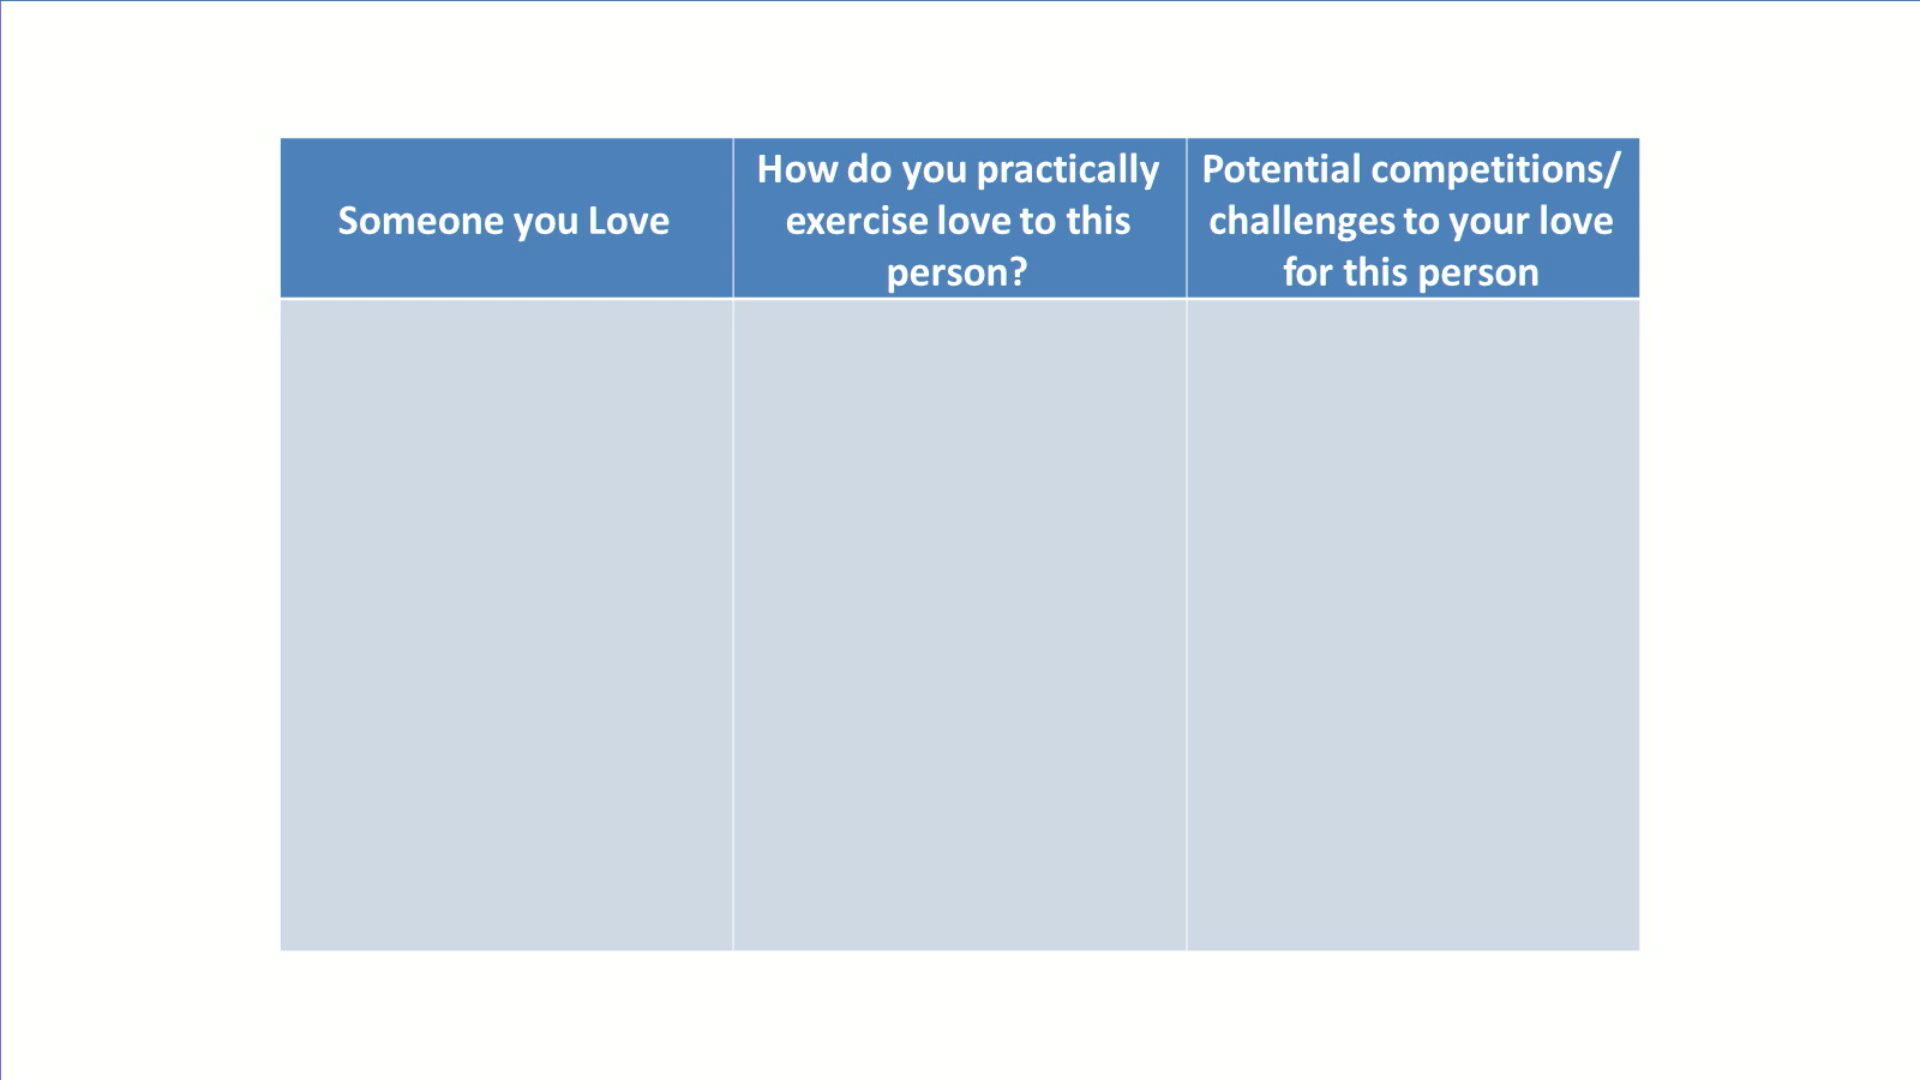 Someone you Love
How do you practically
exercise love to this
person?
Potential competitions/
challenges to your love
for this person